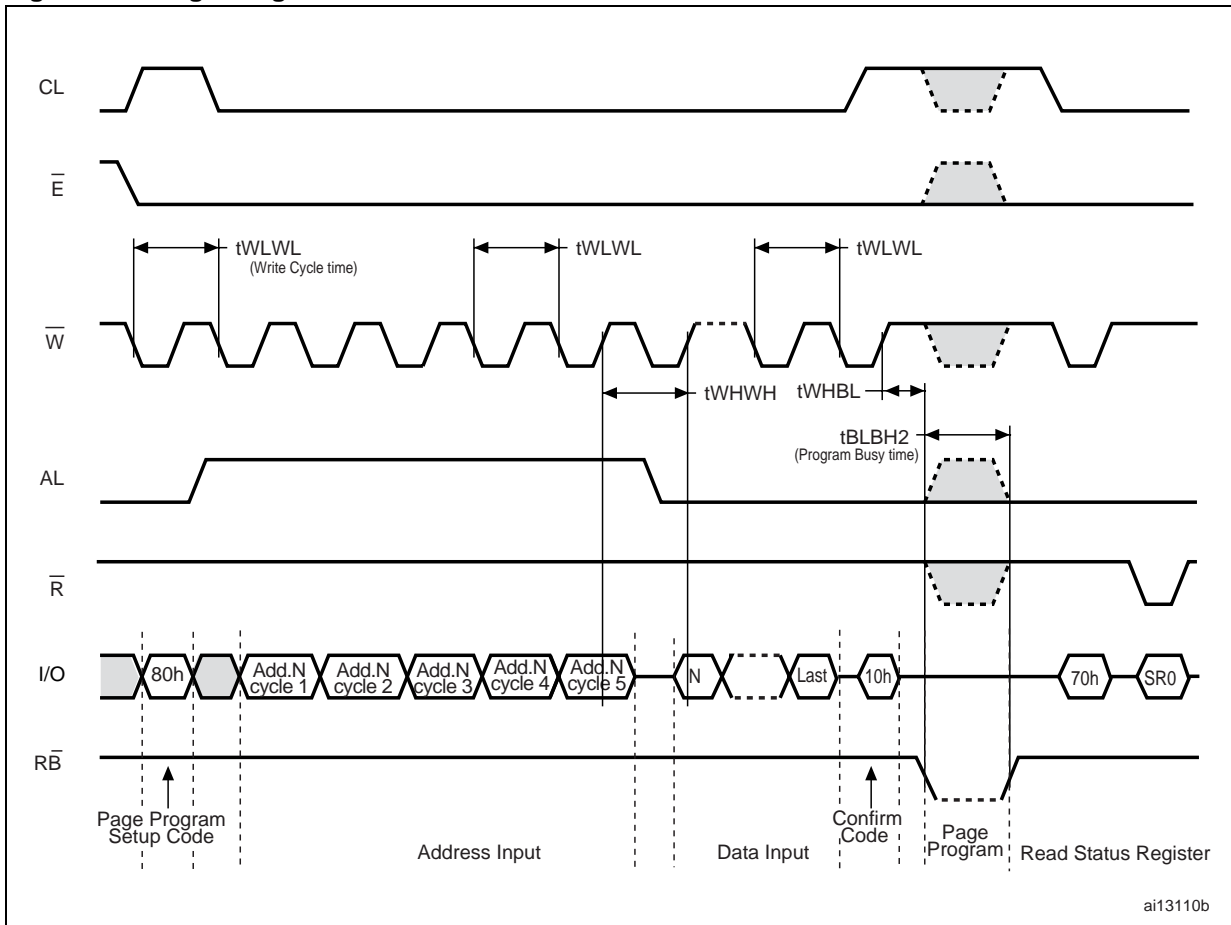 CL
E̅
tWLWL
(Write Cycle time)
tWLWL
tWLWL
W̅
tWHWH
tWHBL
tBLBH2
(Program Busy time)
AL
R̅
I/O
80h
Add.N
cycle 1
Add.N
cycle 2
Add.N
cycle 3
Add.N
cycle 4
Add.N
cycle 5
N
Last
10h
70h
SR0
RB̅
Page Program
Setup Code
Address Input
Data Input
Confirm
Code
Page
Program
Read Status Register
ai13110b